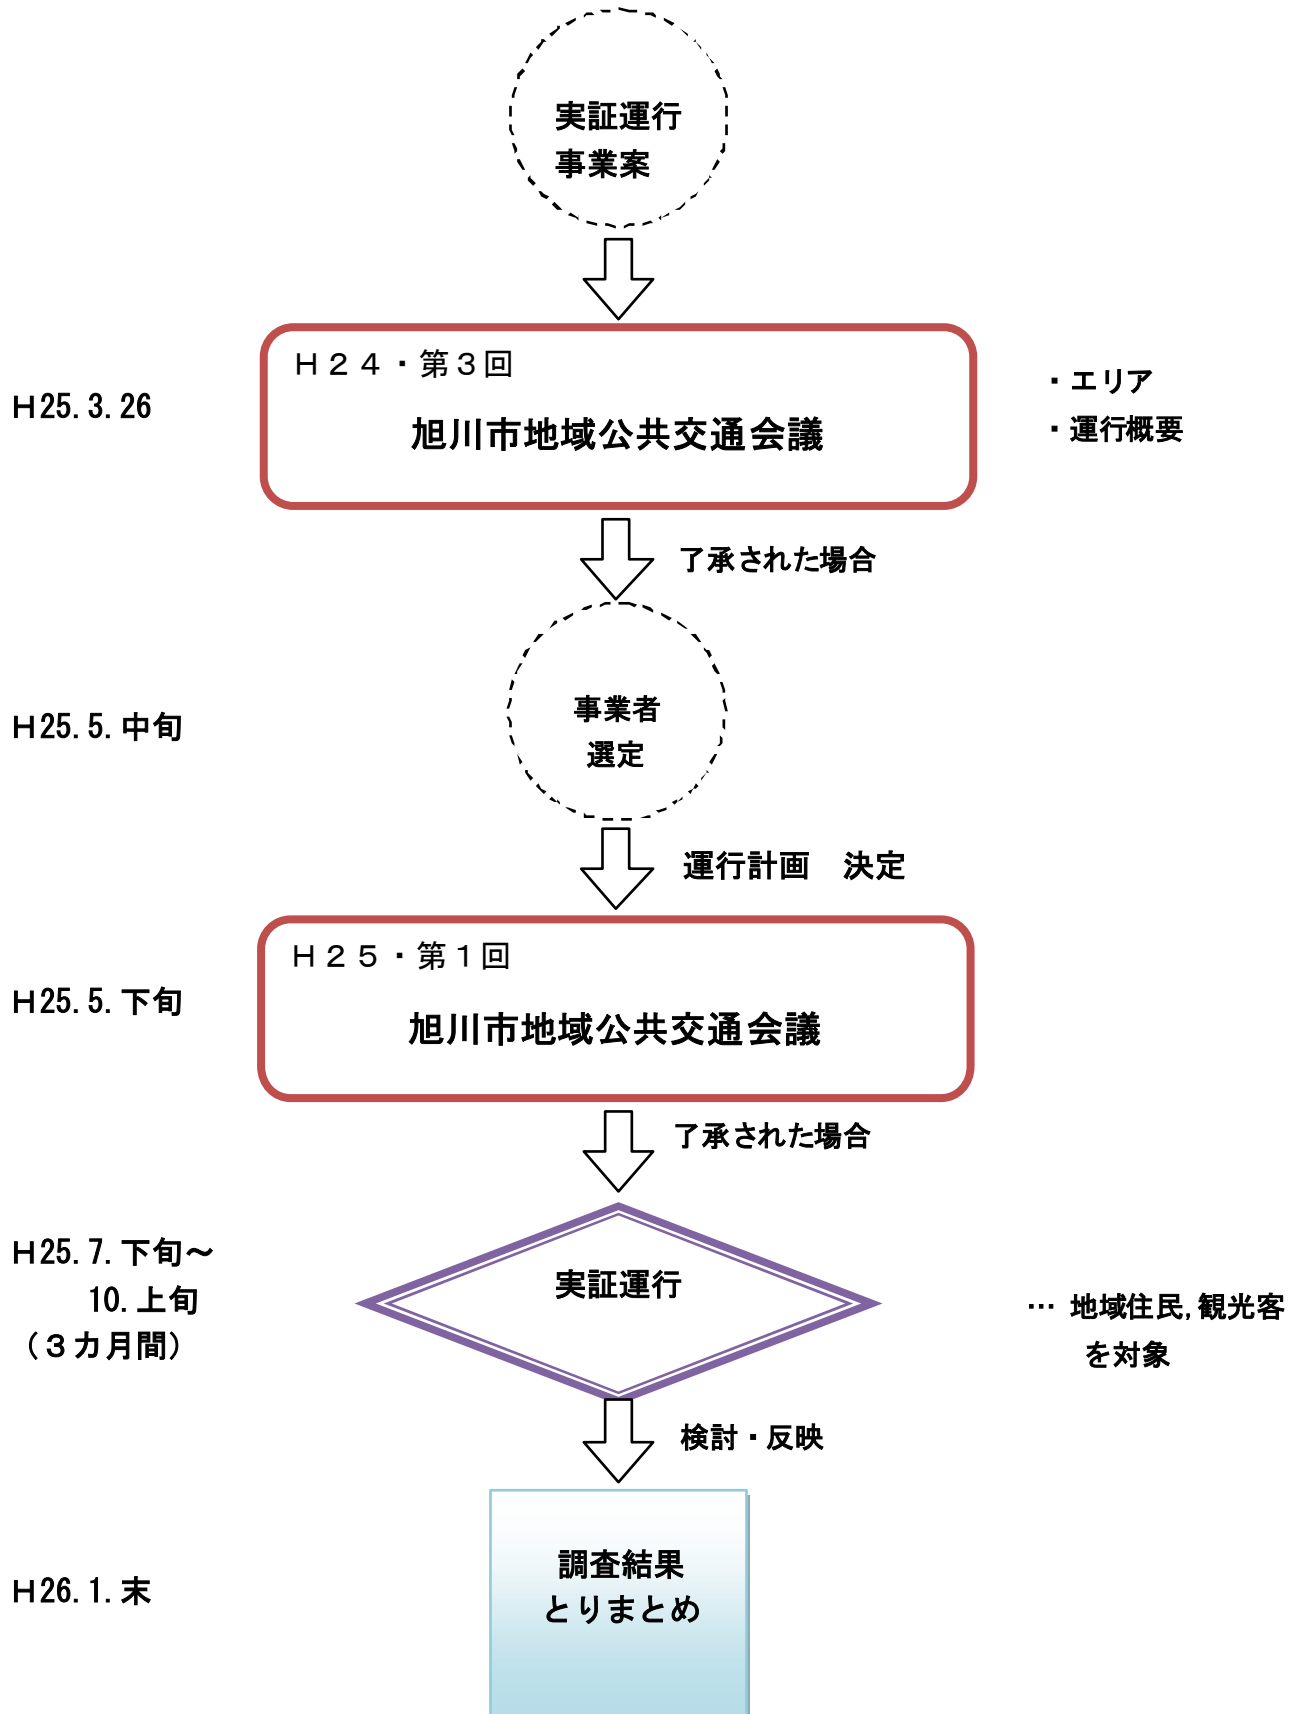 実証運行
事業案
H24・第3回
旭川市地域公共交通会議
H25.3.26
・エリア
・運行概要
了承された場合
H25.5.中旬
事業者
選定
運行計画　決定
H25・第1回
旭川市地域公共交通会議
H25.5.下旬
了承された場合
H25.7.下旬～
10.上旬
（３カ月間）
実証運行
… 地域住民,観光客
を対象
検討・反映
H26.1.末
調査結果
とりまとめ